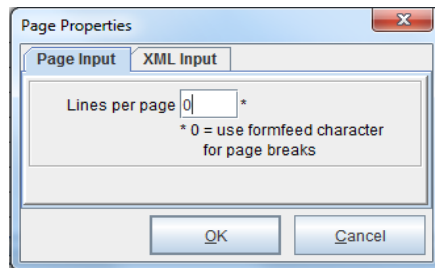 Page Properties
Page Input XML Input
Lines per page 0 *
* 0 = use formfeed character
for page breaks
OK Cancel